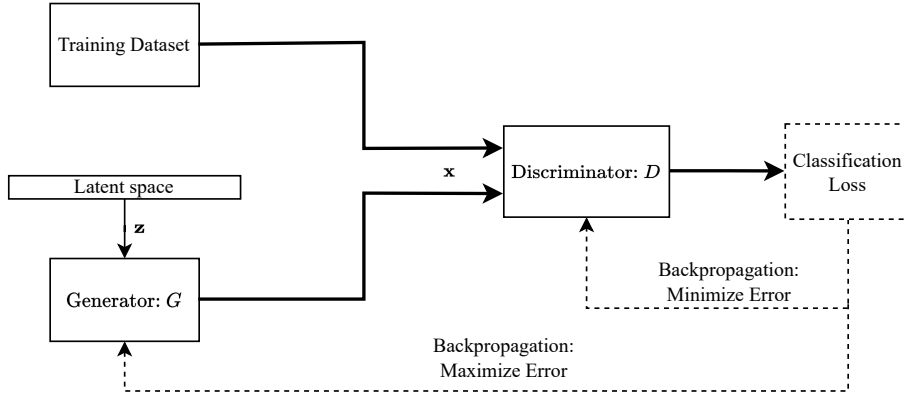 Training Dataset
Latent space
z
Generator: G
x
Discriminator: D
Classification
Loss
Backpropagation:
Minimize Error
Backpropagation:
Maximize Error